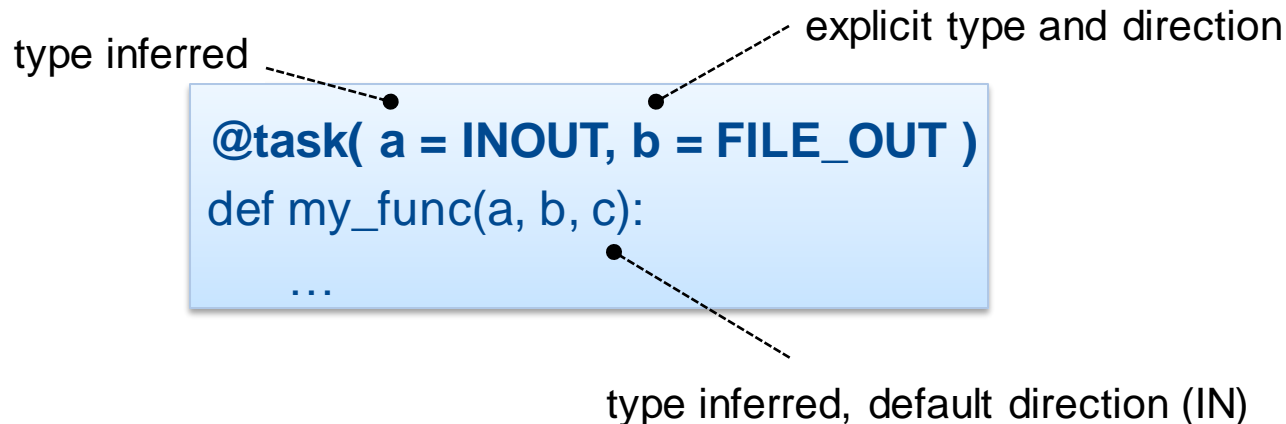 explicit type and direction
type inferred
@task( a = INOUT, b = FILE_OUT )
def my_func(a, b, c):
…
type inferred, default direction (IN)